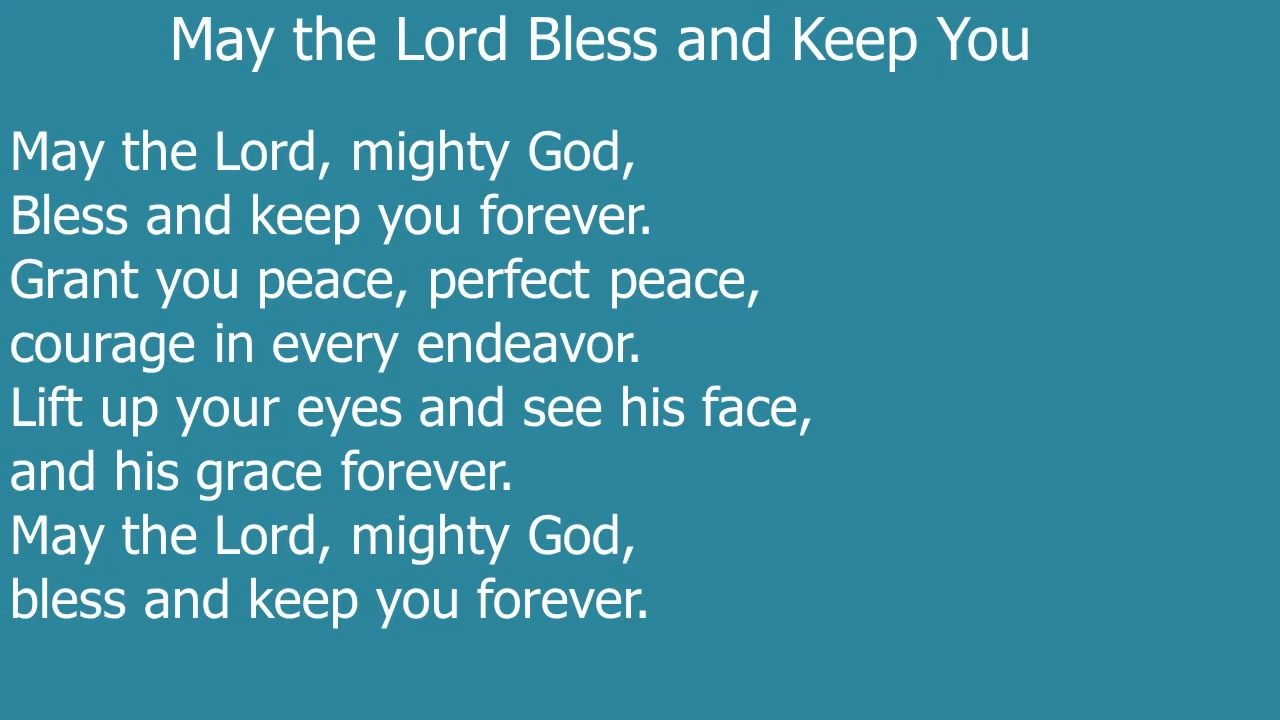 May the Lord Bless and Keep You
May the Lord, mighty God,
Bless and keep you forever.
Grant you peace, perfect peace,
courage in every endeavor.
Lift up your eyes and see his face,
and his grace forever.
May the Lord, mighty God,
bless and keep you forever.